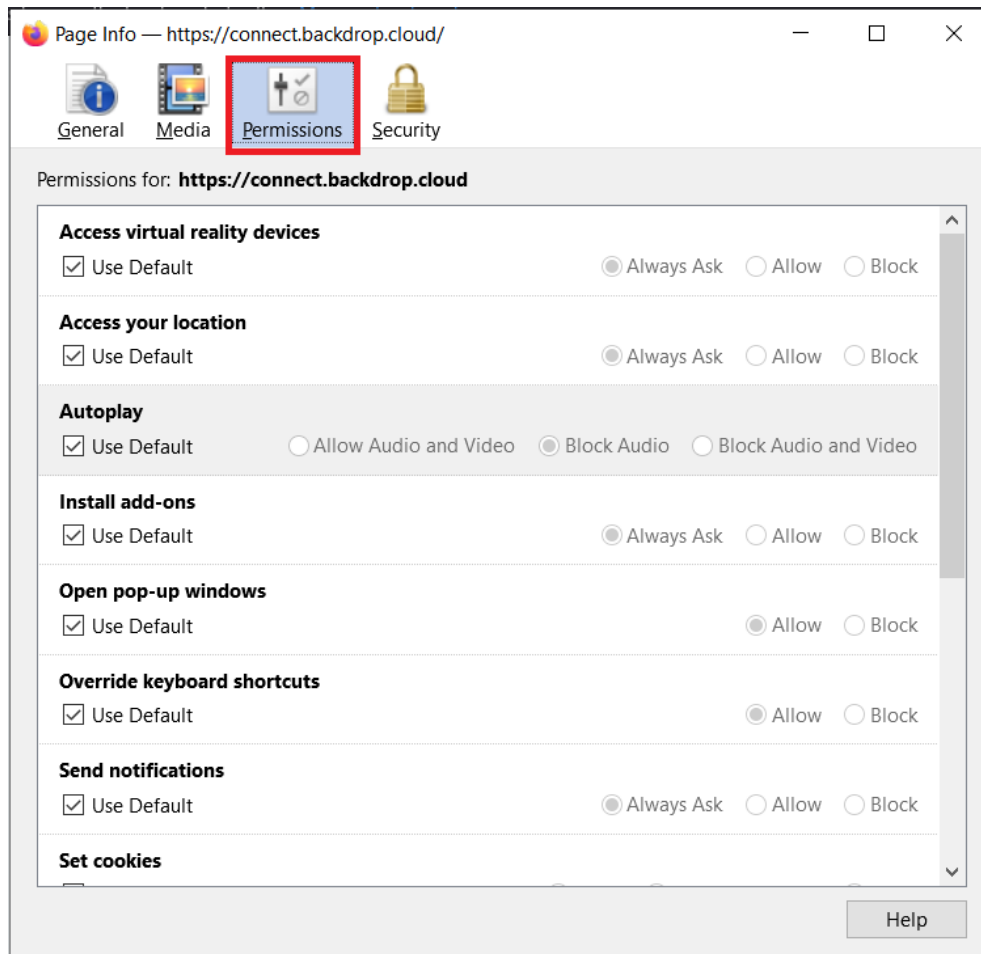 Page Info — https://connect.backdrop.cloud/
General Media Permissions Security
Permissions for: https://connect.backdrop.cloud
Access virtual reality devices
Use Default Always Ask Allow Block
Access your location
Use Default Always Ask Allow Block
Autoplay
Use Default Allow Audio and Video Block Audio Block Audio and Video
Install add-ons
Use Default Always Ask Allow Block
Open pop-up windows
Use Default Allow Block
Override keyboard shortcuts
Use Default Allow Block
Send notifications
Use Default Always Ask Allow Block
Set cookies
Help